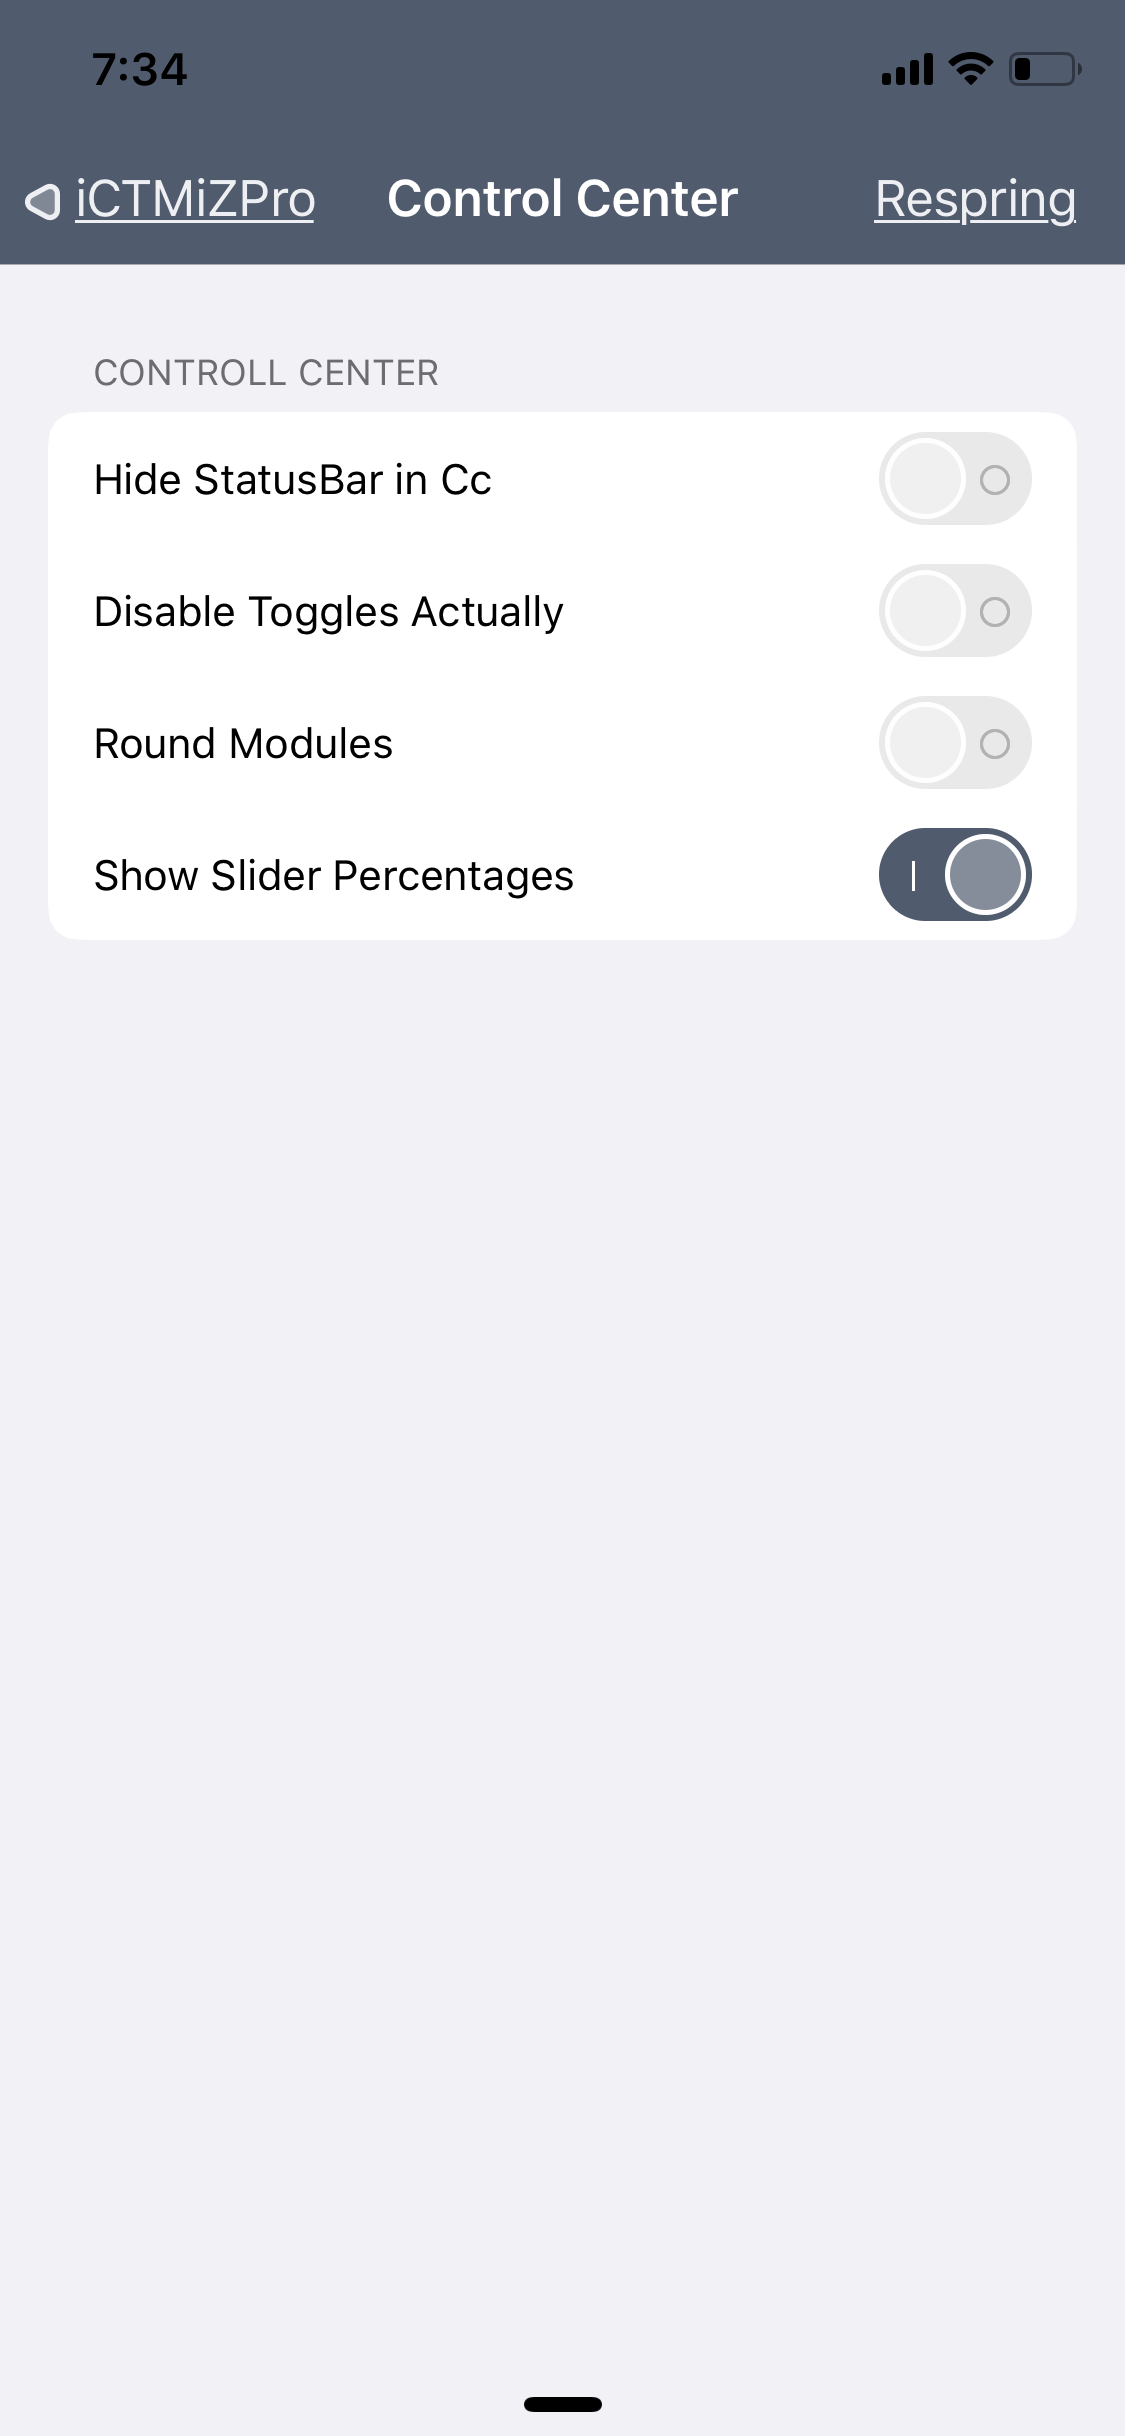 7:34
iCTMiZPro Control Center Respring
CONTROLL CENTER
Hide StatusBar in Cc
Disable Toggles Actually
Round Modules
Show Slider Percentages